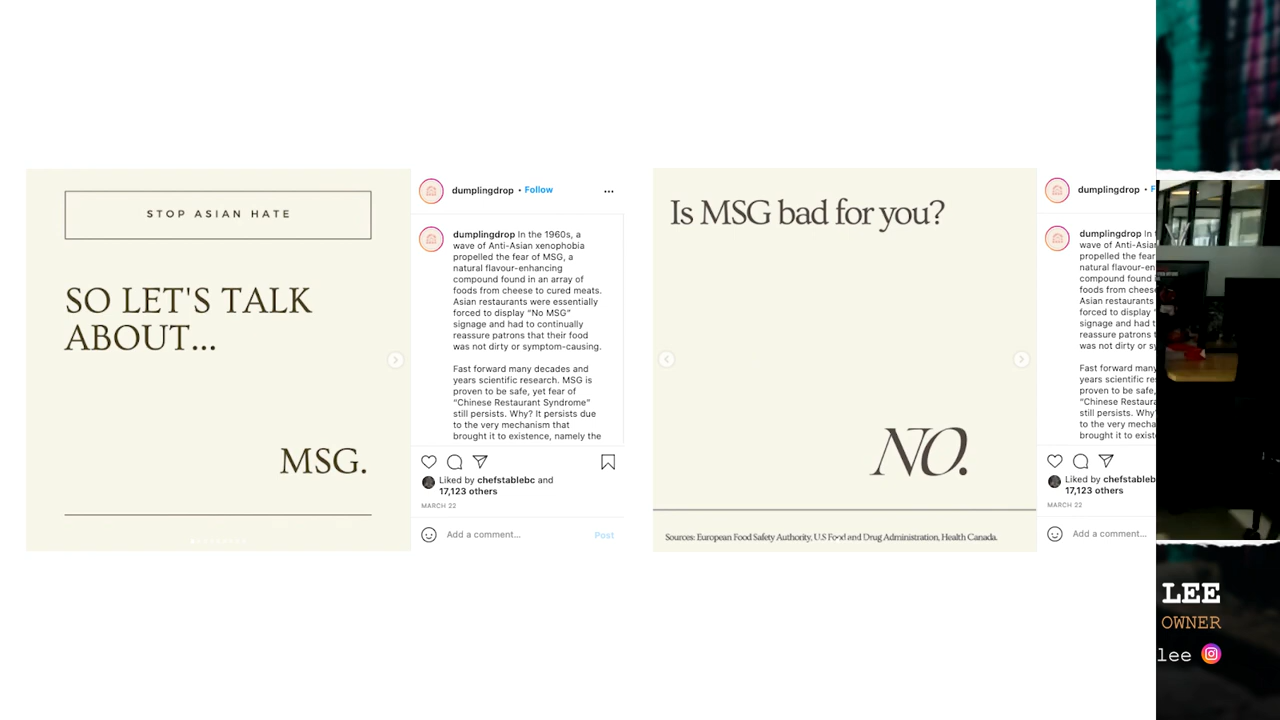 STOP ASIAN HATE
SO LET'S TALK
ABOUT...
MSG.
dumplingdrop • Follow
dumplingdrop In the 1960s, a
wave of Anti-Asian xenophobia
propelled the fear of MSG, a
natural flavour-enhancing
compound found in an array of
foods from cheese to cured meats.
Asian restaurants were essentially
forced to display “No MSG”
signage and had to continually
reassure patrons that their food
was not dirty or symptom-causing.
Fast forward many decades and
years scientific research. MSG is
proven to be safe, yet fear of
“Chinese Restaurant Syndrome”
still persists. Why? It persists due
to the very mechanism that
brought it to existence, namely the
Liked by chefstablebc and
17,123 others
MARCH 22
Add a comment...
Post
Is MSG bad for you?
NO.
Sources: European Food Safety Authority, U.S Food and Drug Administration, Health Canada.
dumplingdrop • F
dumplingdrop In t
wave of Anti-Asian
propelled the fear
natural flavour-en
compound found i
foods from cheese
Asian restaurants
forced to display “
signage and had t
reassure patrons t
was not dirty or sy
Fast forward many
years scientific res
proven to be safe,
“Chinese Restaura
still persists. Why?
to the very mecha
brought it to existe
Liked by chefstableb
17,123 others
MARCH 22
Add a comment...
LEE
OWNER
lee